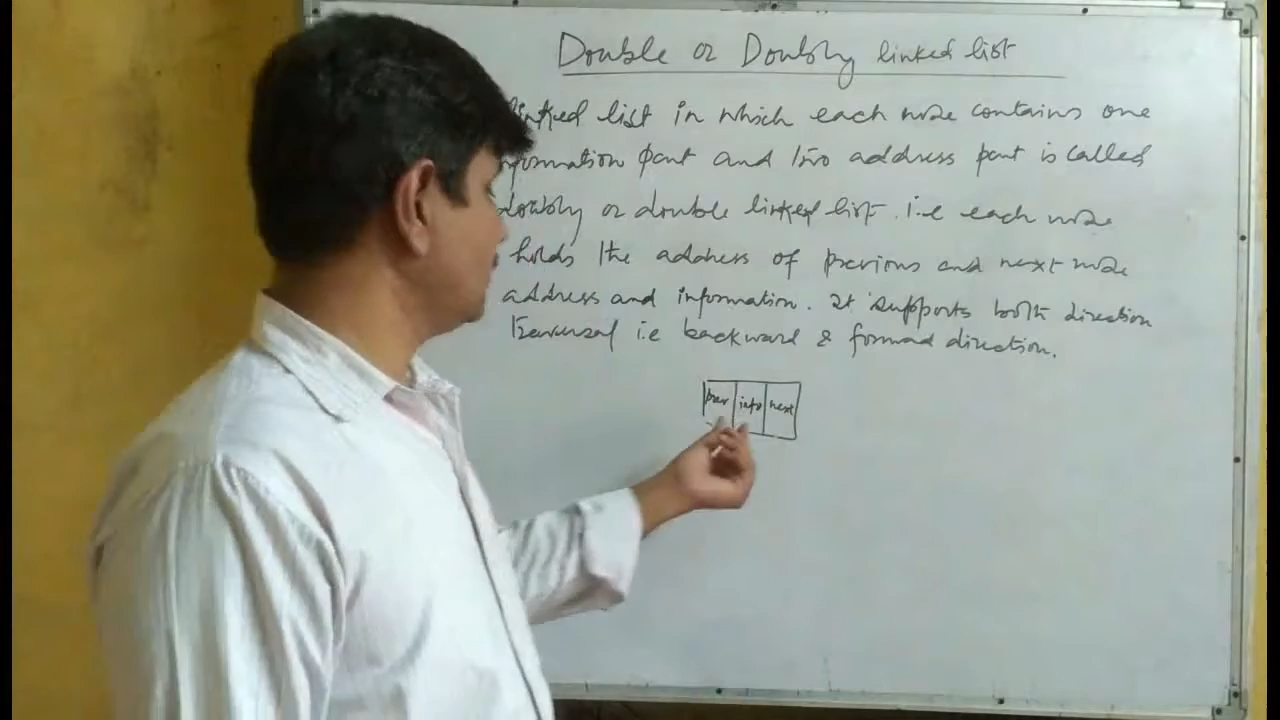 Double or Doubly linked list
linked list in which each node contains one
information part and two address part is called
doubly or double linked list. i.e each node
holds the address of previous and next node
address and information. It supports both direction
Traversal i.e backward & forward direction.
prev info next